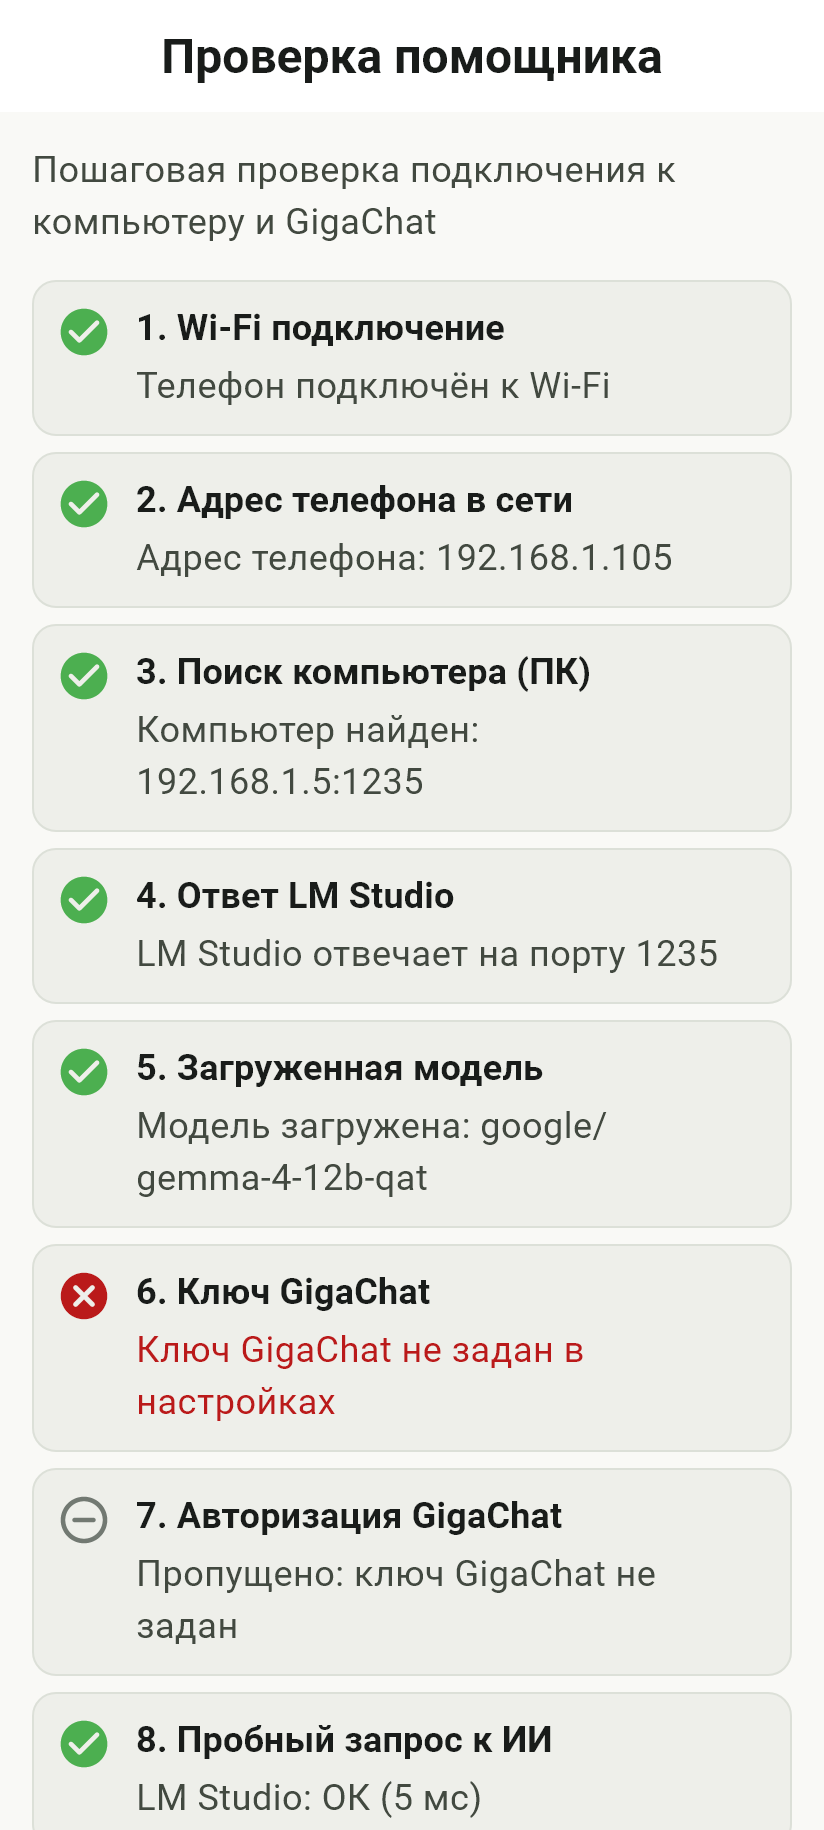 Проверка помощника
Пошаговая проверка подключения к
компьютеру и GigaChat
1. Wi-Fi подключение
Телефон подключён к Wi-Fi
2. Адрес телефона в сети
Адрес телефона: 192.168.1.105
3. Поиск компьютера (ПК)
Компьютер найден:
192.168.1.5:1235
4. Ответ LM Studio
LM Studio отвечает на порту 1235
5. Загруженная модель
Модель загружена: google/
gemma-4-12b-qat
6. Ключ GigaChat
Ключ GigaChat не задан в
настройках
7. Авторизация GigaChat
Пропущено: ключ GigaChat не
задан
8. Пробный запрос к ИИ
LM Studio: ОК (5 мс)